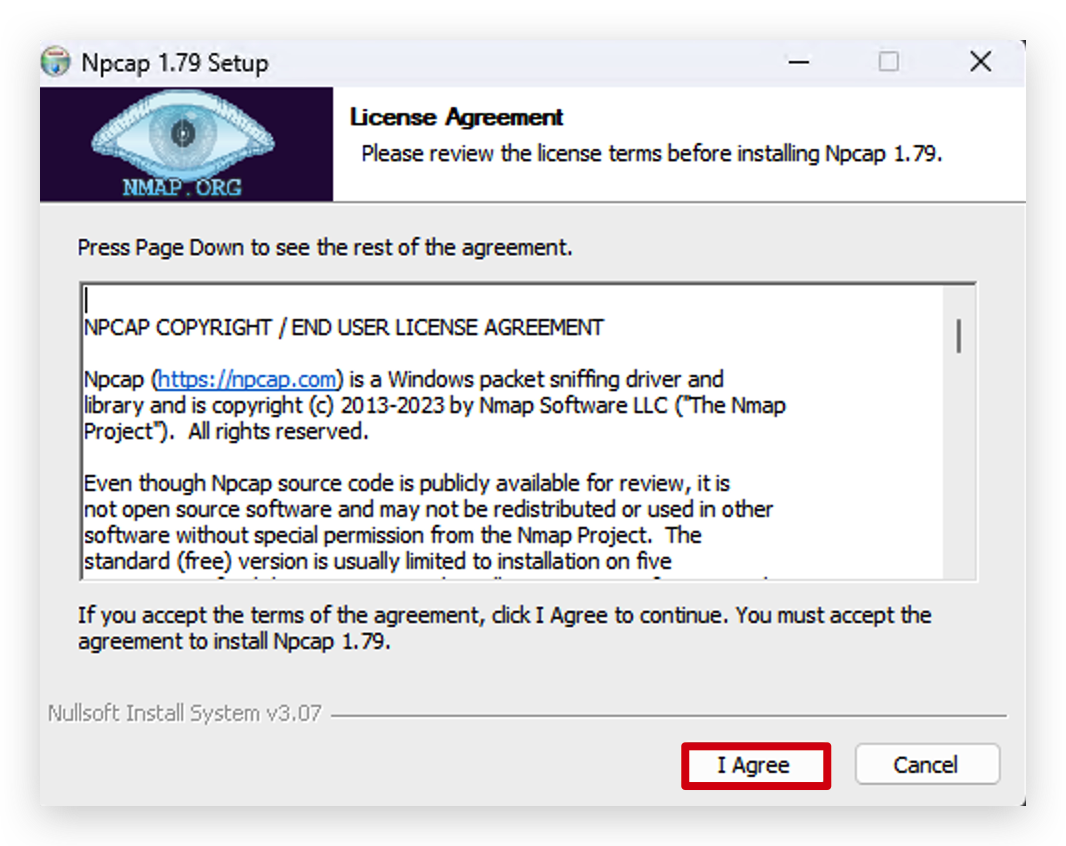 Npcap 1.79 Setup
NMAP.ORG
License Agreement
Please review the license terms before installing Npcap 1.79.
Press Page Down to see the rest of the agreement.
NPCAP COPYRIGHT / END USER LICENSE AGREEMENT
Npcap (https://npcap.com) is a Windows packet sniffing driver and
library and is copyright (c) 2013-2023 by Nmap Software LLC ("The Nmap
Project").  All rights reserved.
Even though Npcap source code is publicly available for review, it is
not open source software and may not be redistributed or used in other
software without special permission from the Nmap Project.  The
standard (free) version is usually limited to installation on five
If you accept the terms of the agreement, click I Agree to continue. You must accept the
agreement to install Npcap 1.79.
Nullsoft Install System v3.07
I Agree
Cancel